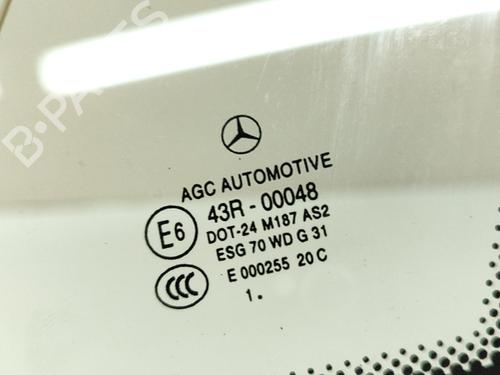 B-PARTS
AGC AUTOMOTIVE
E6 43R - 00048
DOT-24 M187 AS2
ESG 70 WD G 31
CCC E 000255 20 C
1.